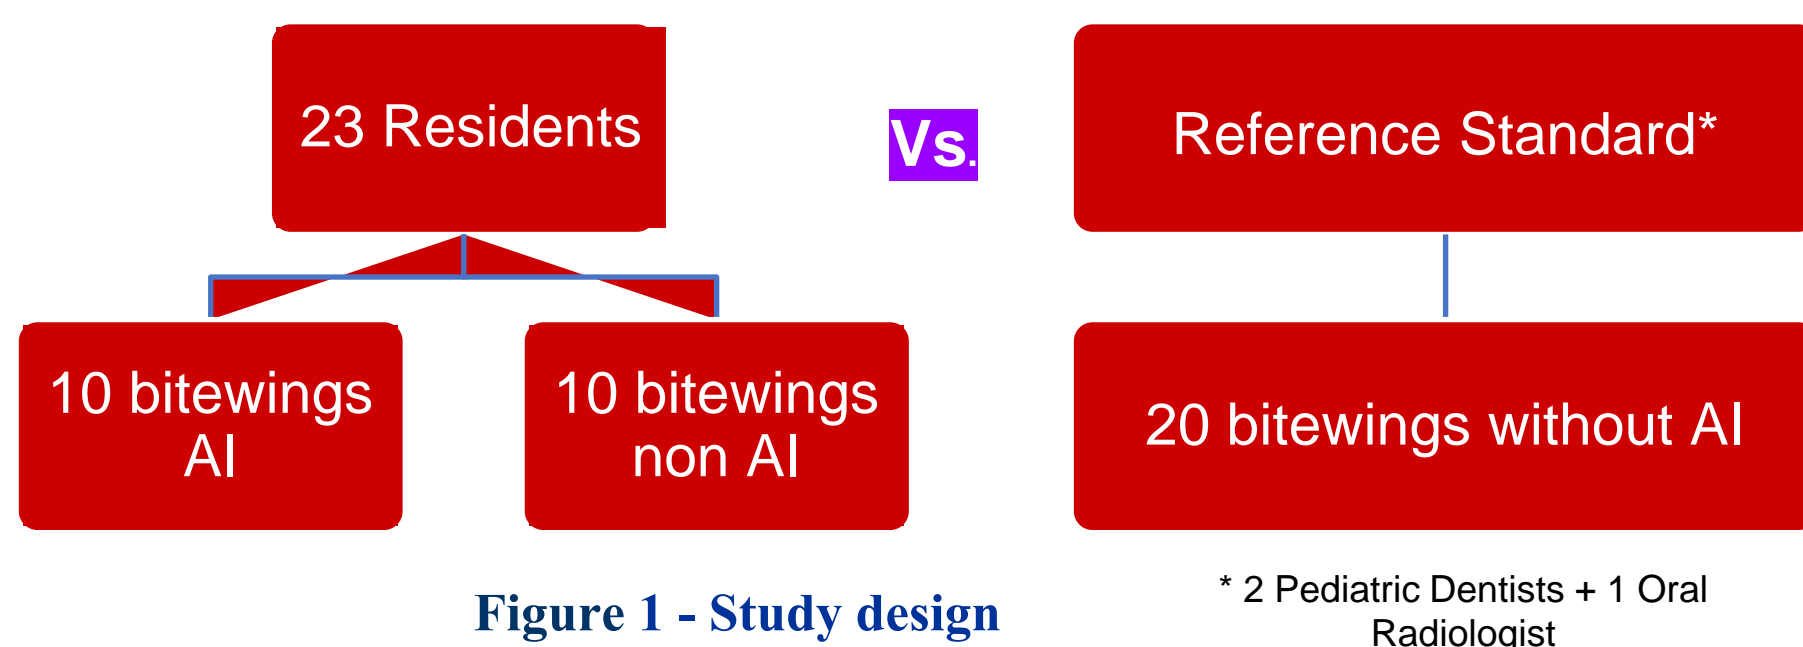 23 Residents
Vs.
Reference Standard*
10 bitewings
AI
10 bitewings
non AI
20 bitewings without AI
* 2 Pediatric Dentists + 1 Oral
Radiologist
Figure 1 - Study design